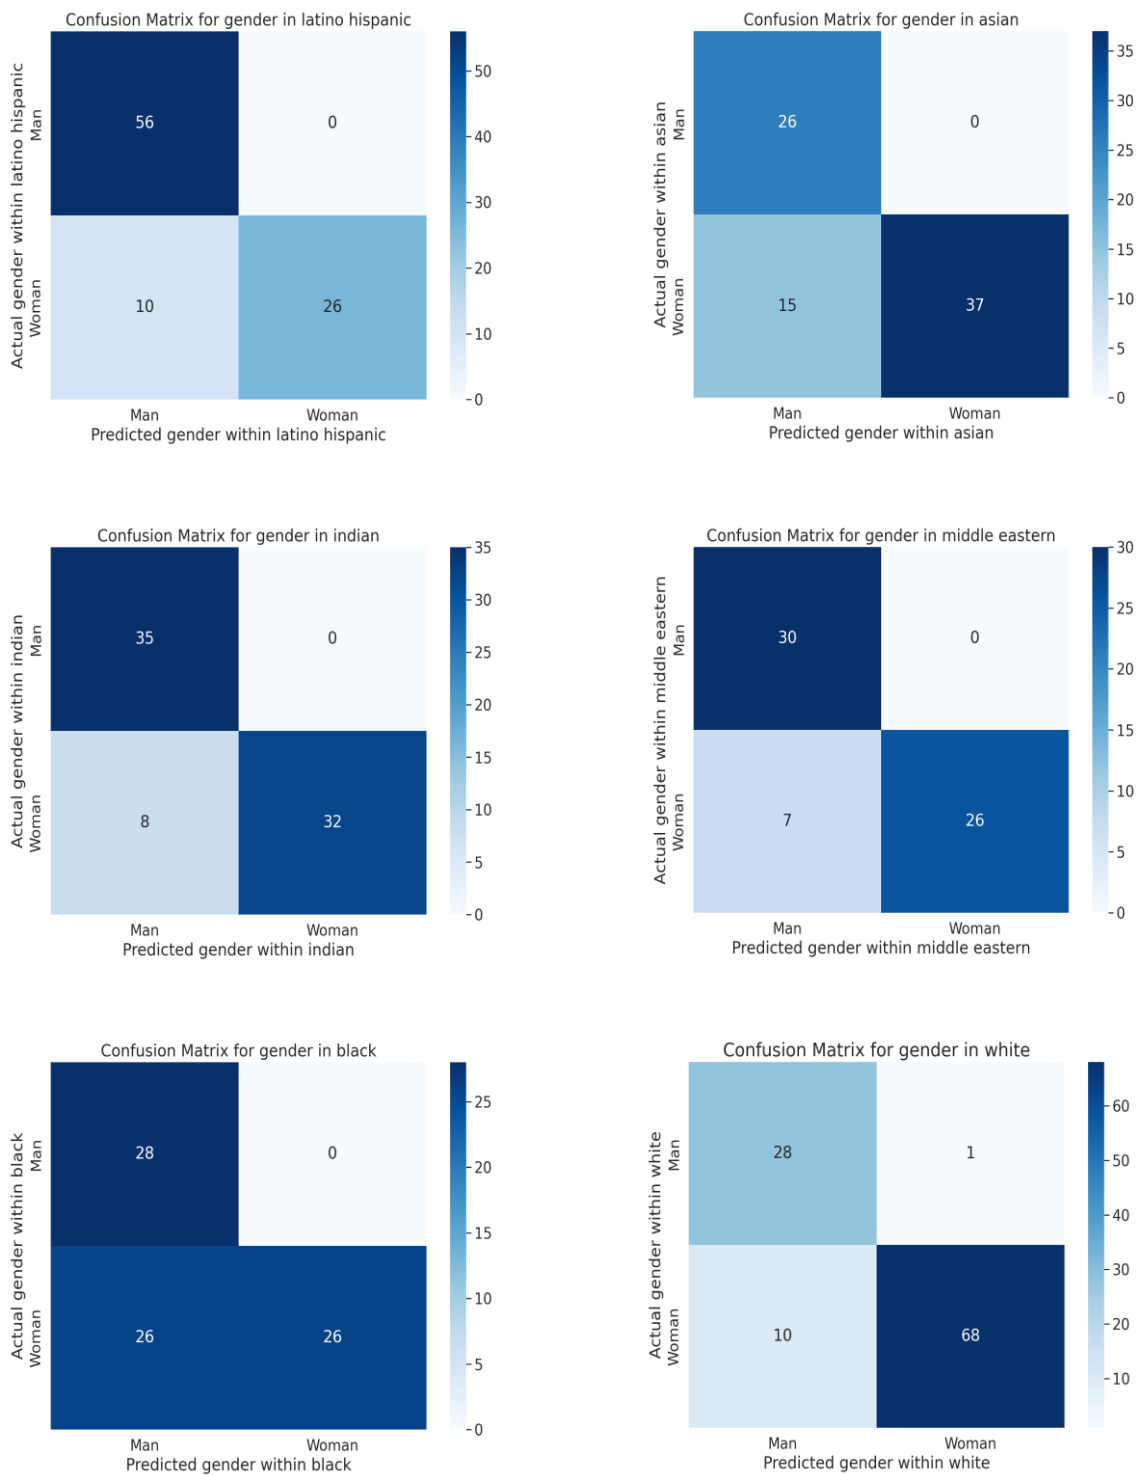 Confusion Matrix for gender in latino hispanic
Actual gender within latino hispanic
Man
Woman
56
0
10
26
Man
Woman
Predicted gender within latino hispanic
50
40
30
20
10
0
Confusion Matrix for gender in asian
Actual gender within asian
Man
Woman
26
0
15
37
Man
Woman
Predicted gender within asian
35
30
25
20
15
10
5
0
Confusion Matrix for gender in indian
Actual gender within indian
Man
Woman
35
0
8
32
Man
Woman
Predicted gender within indian
35
30
25
20
15
10
5
0
Confusion Matrix for gender in middle eastern
Actual gender within middle eastern
Man
Woman
30
0
7
26
Man
Woman
Predicted gender within middle eastern
30
25
20
15
10
5
0
Confusion Matrix for gender in black
Actual gender within black
Man
Woman
28
0
26
26
Man
Woman
Predicted gender within black
25
20
15
10
5
0
Confusion Matrix for gender in white
Actual gender within white
Man
Woman
28
1
10
68
Man
Woman
Predicted gender within white
60
50
40
30
20
10